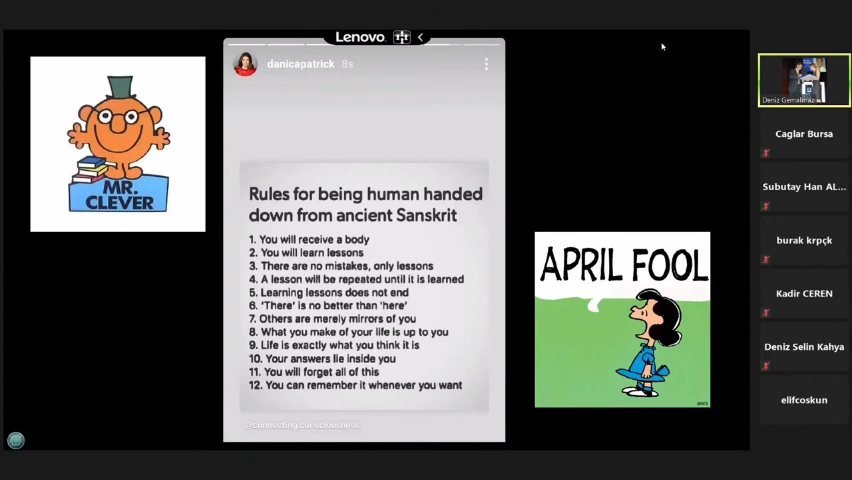 Lenovo
danicapatrick 8s
MR.
CLEVER
Rules for being human handed
down from ancient Sanskrit
1. You will receive a body
2. You will learn lessons
3. There are no mistakes, only lessons
4. A lesson will be repeated until it is learned
5. Learning lessons does not end
6. 'There' is no better than 'here'
7. Others are merely mirrors of you
8. What you make of your life is up to you
9. Life is exactly what you think it is
10. Your answers lie inside you
11. You will forget all of this
12. You can remember it whenever you want
@connecting.consciousness
APRIL FOOL
Deniz Gemalmaz
Caglar Bursa
Subutay Han AL...
burak krpçk
Kadir CEREN
Deniz Selin Kahya
elifcoskun